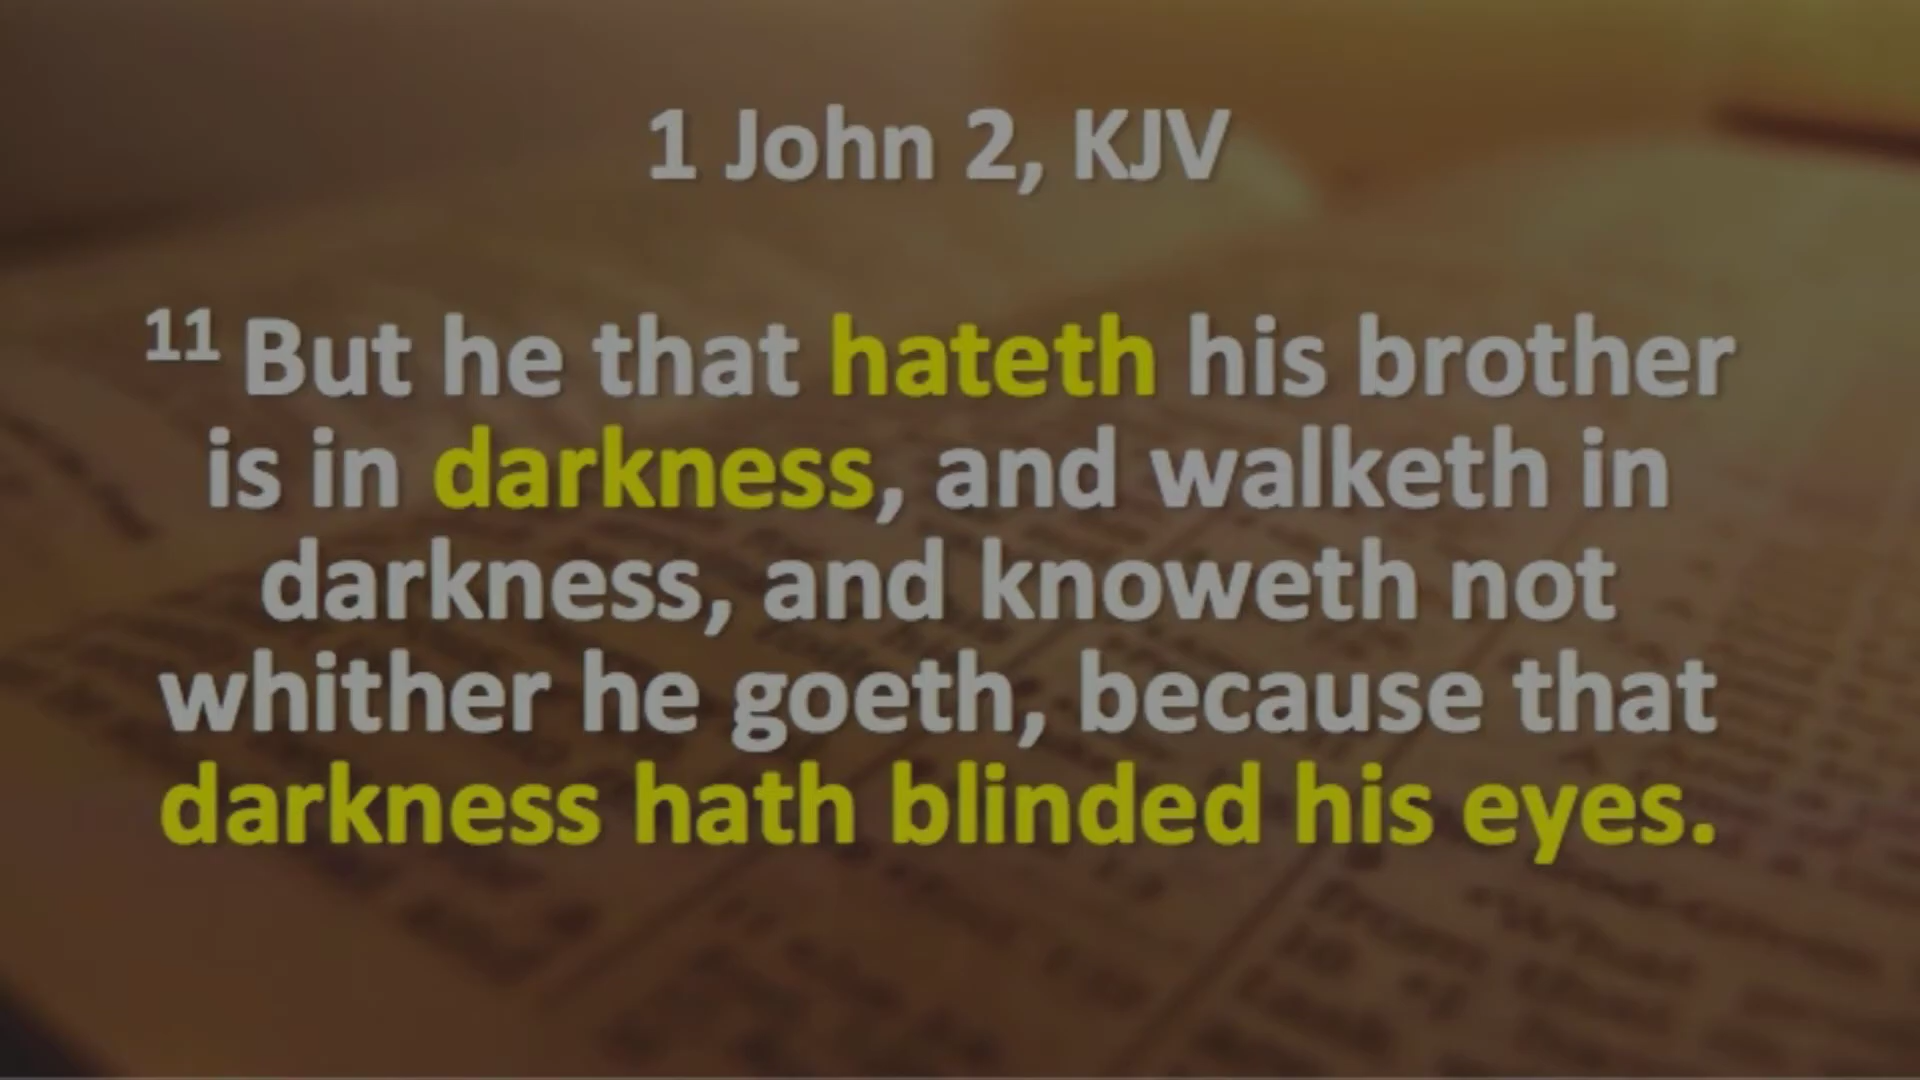 1 John 2, KJV
11 But he that hateth his brother
is in darkness, and walketh in
darkness, and knoweth not
whither he goeth, because that
darkness hath blinded his eyes.